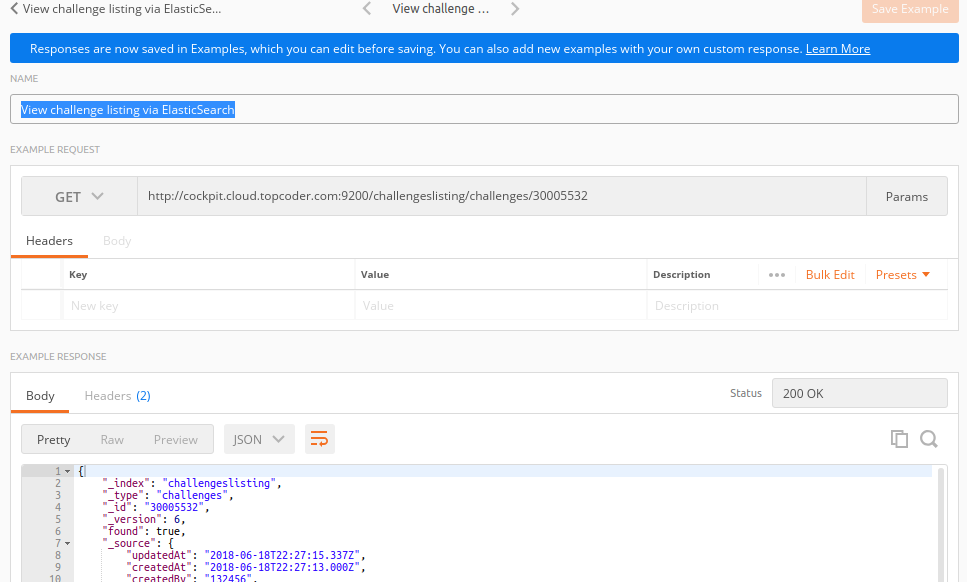 View challenge listing via ElasticSe... View challenge ... Save Example
Responses are now saved in Examples, which you can edit before saving. You can also add new examples with your own custom response. Learn More
NAME
View challenge listing via ElasticSearch
EXAMPLE REQUEST
GET http://cockpit.cloud.topcoder.com:9200/challengeslisting/challenges/30005532 Params
Headers Body
Key Value Description ••• Bulk Edit Presets
New key Value Description
EXAMPLE RESPONSE
Body Headers (2) Status 200 OK
Pretty Raw Preview JSON
1 {
2 "_index": "challengeslisting",
3 "_type": "challenges",
4 "_id": "30005532",
5 "_version": 6,
6 "found": true,
7 "_source": {
8 "updatedAt": "2018-06-18T22:27:15.337Z",
9 "createdAt": "2018-06-18T22:27:13.000Z",
10 "createdBy": "132456",